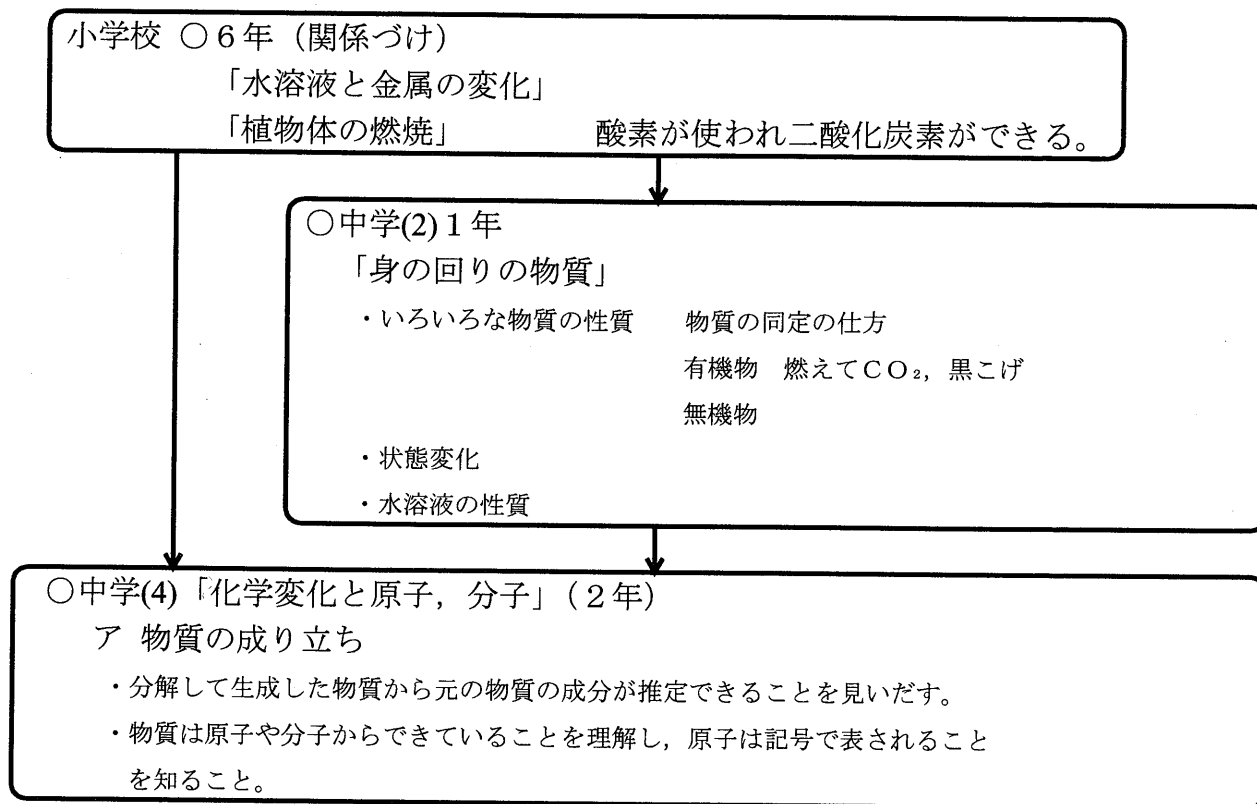 小学校 ○６年（関係づけ）
「水溶液と金属の変化」
「植物体の燃焼」 酸素が使われ二酸化炭素ができる。
○中学(2)１年
「身の回りの物質」
・いろいろな物質の性質 物質の同定の仕方
有機物 燃えてＣＯ₂，黒こげ
無機物
・状態変化
・水溶液の性質
○中学(4)「化学変化と原子，分子」（２年）
ア 物質の成り立ち
・分解して生成した物質から元の物質の成分が推定できることを見いだす。
・物質は原子や分子からできていることを理解し，原子は記号で表されること
を知ること。